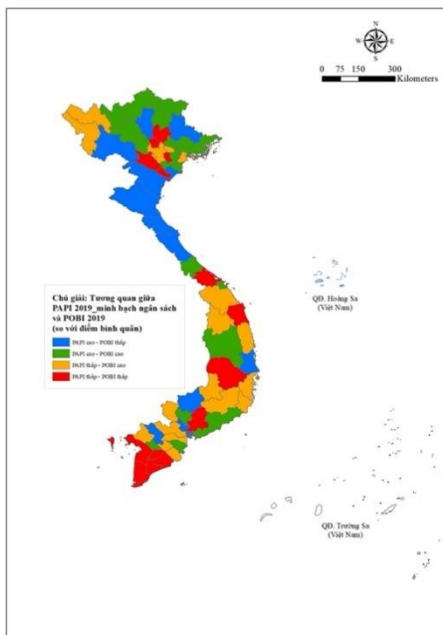 N
W E
S
0 75 150 300
Kilometers
QĐ. Hoàng Sa
(Việt Nam)
Chú giải: Tương quan giữa
PAPI 2019_minh bạch ngân sách
và POBI 2019
(so với điểm bình quân)
PAPI cao - POBI thấp
PAPI cao - POBI cao
PAPI thấp - POBI cao
PAPI thấp - POBI thấp
QĐ. Trường Sa
(Việt Nam)